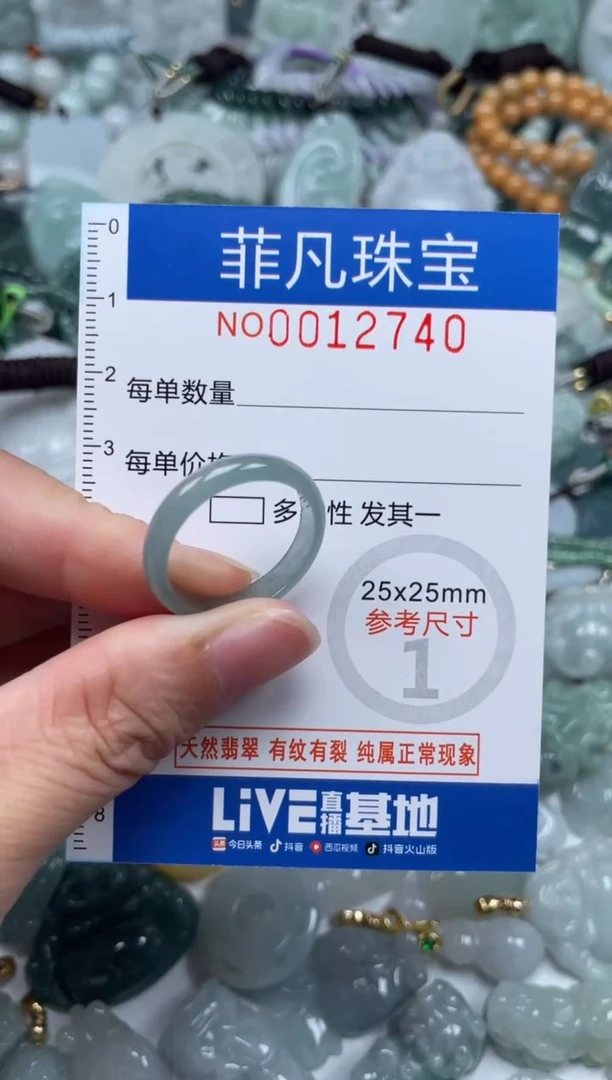 0
菲凡珠宝
1
NO0012740
2
每单数量
3
每单价
多 性 发其一
25x25mm
参考尺寸
1
天然翡翠 有纹有裂 纯属正常现象
8
LiVE直播基地
头条 今日头条 抖音 西瓜视频 抖音火山版